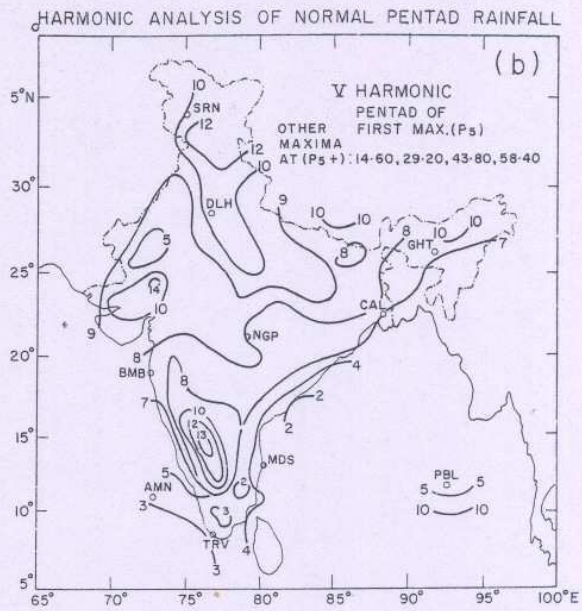 HARMONIC ANALYSIS OF NORMAL PENTAD RAINFALL
(b)
V HARMONIC
PENTAD OF
OTHER FIRST MAX.(P5)
MAXIMA
AT (P5+): 14·60, 29·20, 43·80, 58·40
5°N
10
SRN
12
12
10
30°
DLH
9
10
10
5
8
8
10
10
GHT
7
25°
14
10
9
CAL
NGP
20°
8
BMB
8
4
7
2
10
12
13
2
15°
MDS
5
AMN
2
PBL
5
5
3
10°
3
10
10
TRV
4
3
5°
65°
70°
75°
80°
85°
90°
95°
100°E